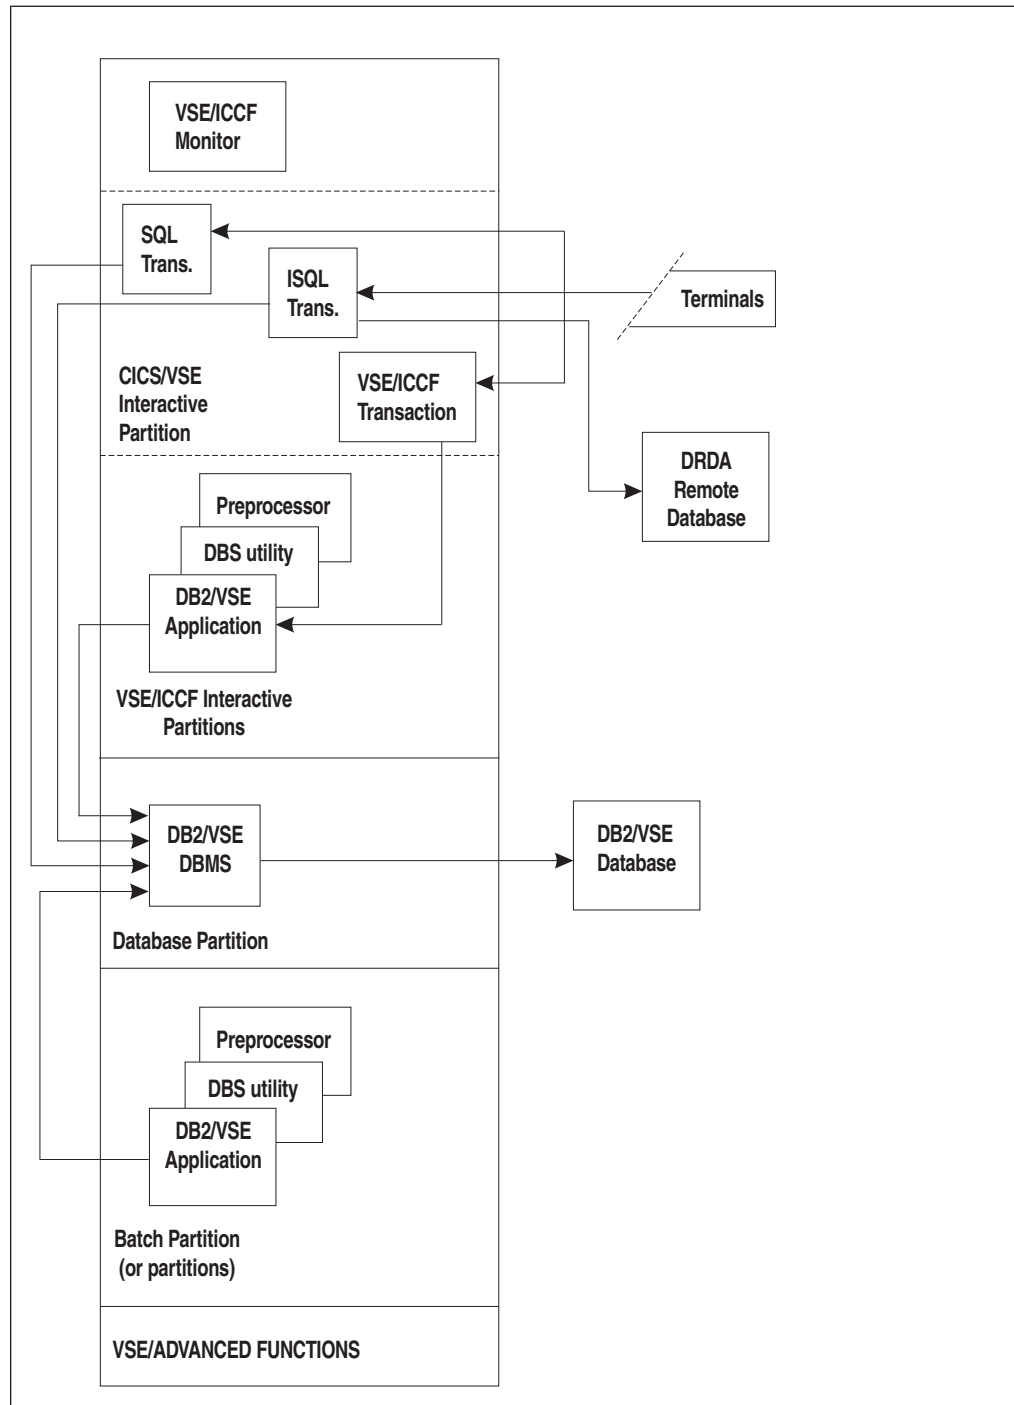 VSE/ICCF
Monitor
SQL
Trans.
ISQL
Trans.
Terminals
CICS/VSE
Interactive
Partition
VSE/ICCF
Transaction
DRDA
Remote
Database
Preprocessor
DBS utility
DB2/VSE
Application
VSE/ICCF Interactive
Partitions
DB2/VSE
DBMS
DB2/VSE
Database
Database Partition
Preprocessor
DBS utility
DB2/VSE
Application
Batch Partition
(or partitions)
VSE/ADVANCED FUNCTIONS